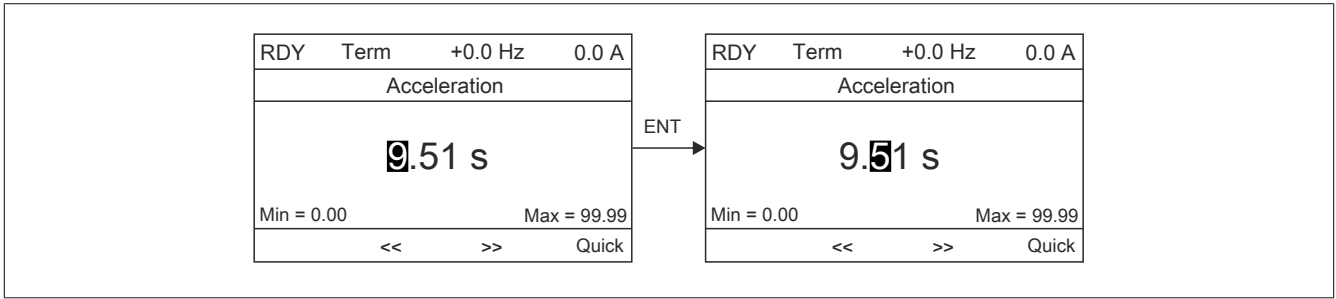 RDY Term +0.0 Hz 0.0 A
Acceleration
9.51 s
Min = 0.00 Max = 99.99
<< >> Quick
ENT
RDY Term +0.0 Hz 0.0 A
Acceleration
9.51 s
Min = 0.00 Max = 99.99
<< >> Quick